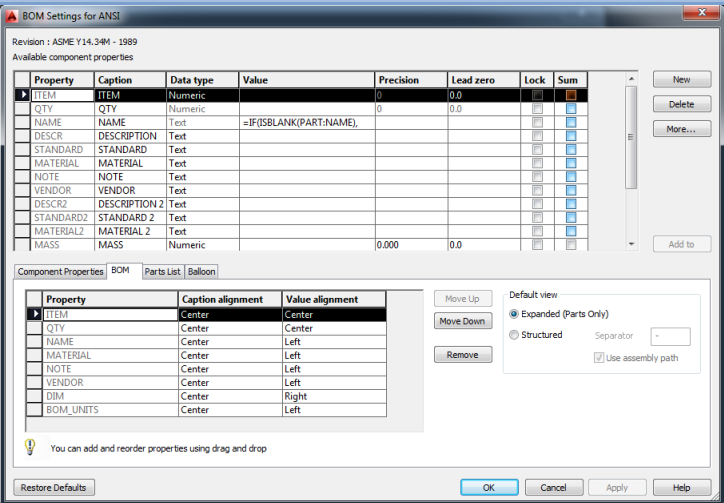 BOM Settings for ANSI
Revision : ASME Y14.34M - 1989
Available component properties
Property Caption Data type Value Precision Lead zero Lock Sum
ITEM ITEM Numeric 0 0.0
QTY QTY Numeric 0 0.0
NAME NAME Text =IF(ISBLANK(PART:NAME),
DESCR DESCRIPTION Text
STANDARD STANDARD Text
MATERIAL MATERIAL Text
NOTE NOTE Text
VENDOR VENDOR Text
DESCR2 DESCRIPTION 2 Text
STANDARD2 STANDARD 2 Text
MATERIAL2 MATERIAL 2 Text
MASS MASS Numeric 0.000 0.0
New
Delete
More...
Add to
Component Properties BOM Parts List Balloon
Property Caption alignment Value alignment
ITEM Center Center
QTY Center Center
NAME Center Left
MATERIAL Center Left
NOTE Center Left
VENDOR Center Left
DIM Center Right
BOM_UNITS Center Left
Move Up
Move Down
Remove
Default view
Expanded (Parts Only)
Structured Separator -
Use assembly path
You can add and reorder properties using drag and drop
Restore Defaults OK Cancel Apply Help